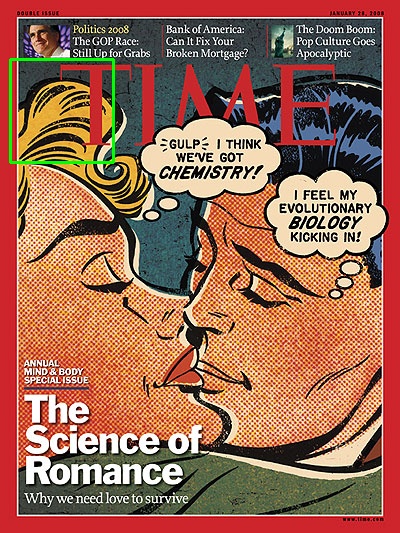 DOUBLE ISSUE
JANUARY 28, 2008
Politics 2008
The GOP Race:
Still Up for Grabs
Bank of America:
Can It Fix Your
Broken Mortgage?
The Doom Boom:
Pop Culture Goes
Apocalyptic
TIME
GULP I THINK
WE'VE GOT
CHEMISTRY!
I FEEL MY
EVOLUTIONARY
BIOLOGY
KICKING IN!
ANNUAL
MIND & BODY
SPECIAL ISSUE
The
Science of
Romance
Why we need love to survive
www.time.com